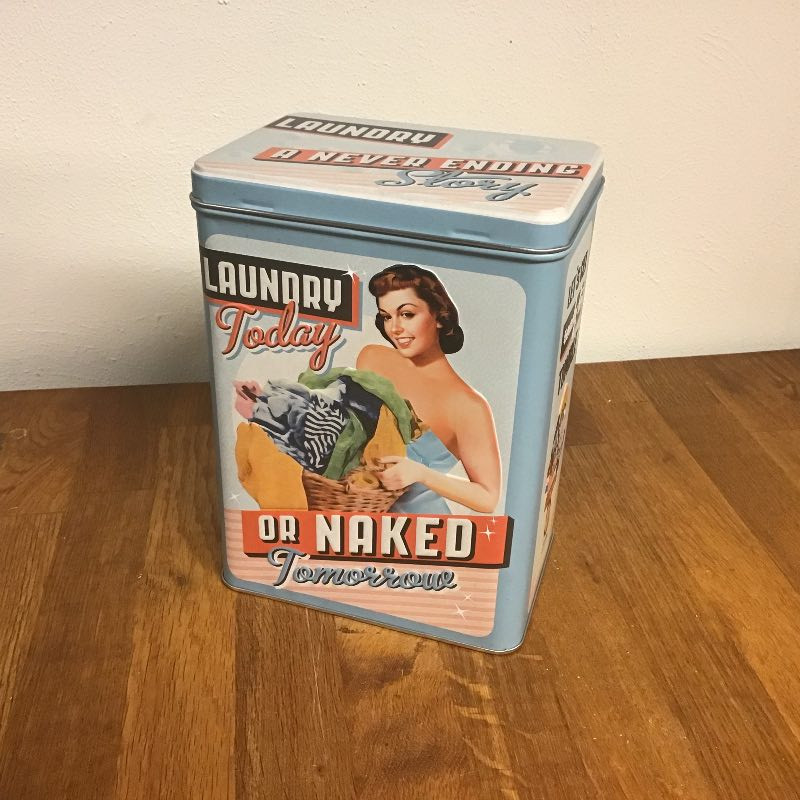 LAUNDRY
A NEVER ENDING
Story.
LAUNDRY
Today
OR NAKED
Tomorrow